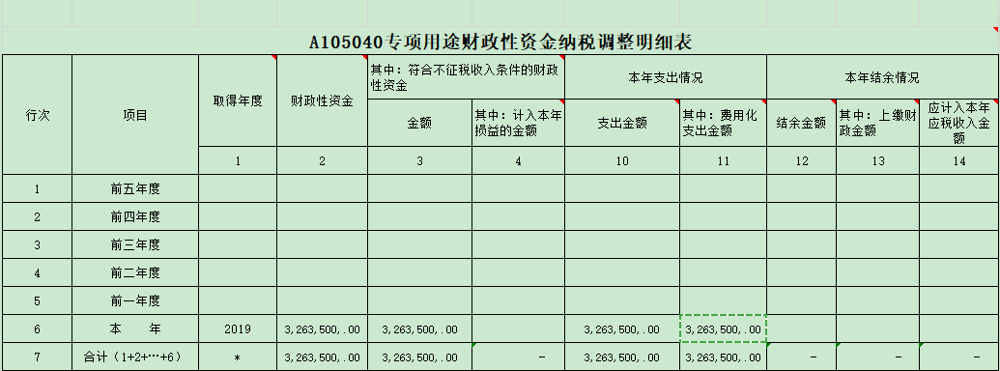 A105040专项用途财政性资金纳税调整明细表
行次 项目 取得年度 财政性资金 其中：符合不征税收入条件的财政性资金 本年支出情况 本年结余情况
金额 其中：计入本年损益的金额 支出金额 其中：费用化支出金额 结余金额 其中：上缴财政金额 应计入本年应税收入金额
1 2 3 4 10 11 12 13 14
1 前五年度
2 前四年度
3 前三年度
4 前二年度
5 前一年度
6 本 年 2019 3,263,500,.00 3,263,500,.00 3,263,500,.00 3,263,500,.00 - - -
7 合计（1+2+…+6） * 3,263,500,.00 3,263,500,.00 - 3,263,500,.00 3,263,500,.00 - - -